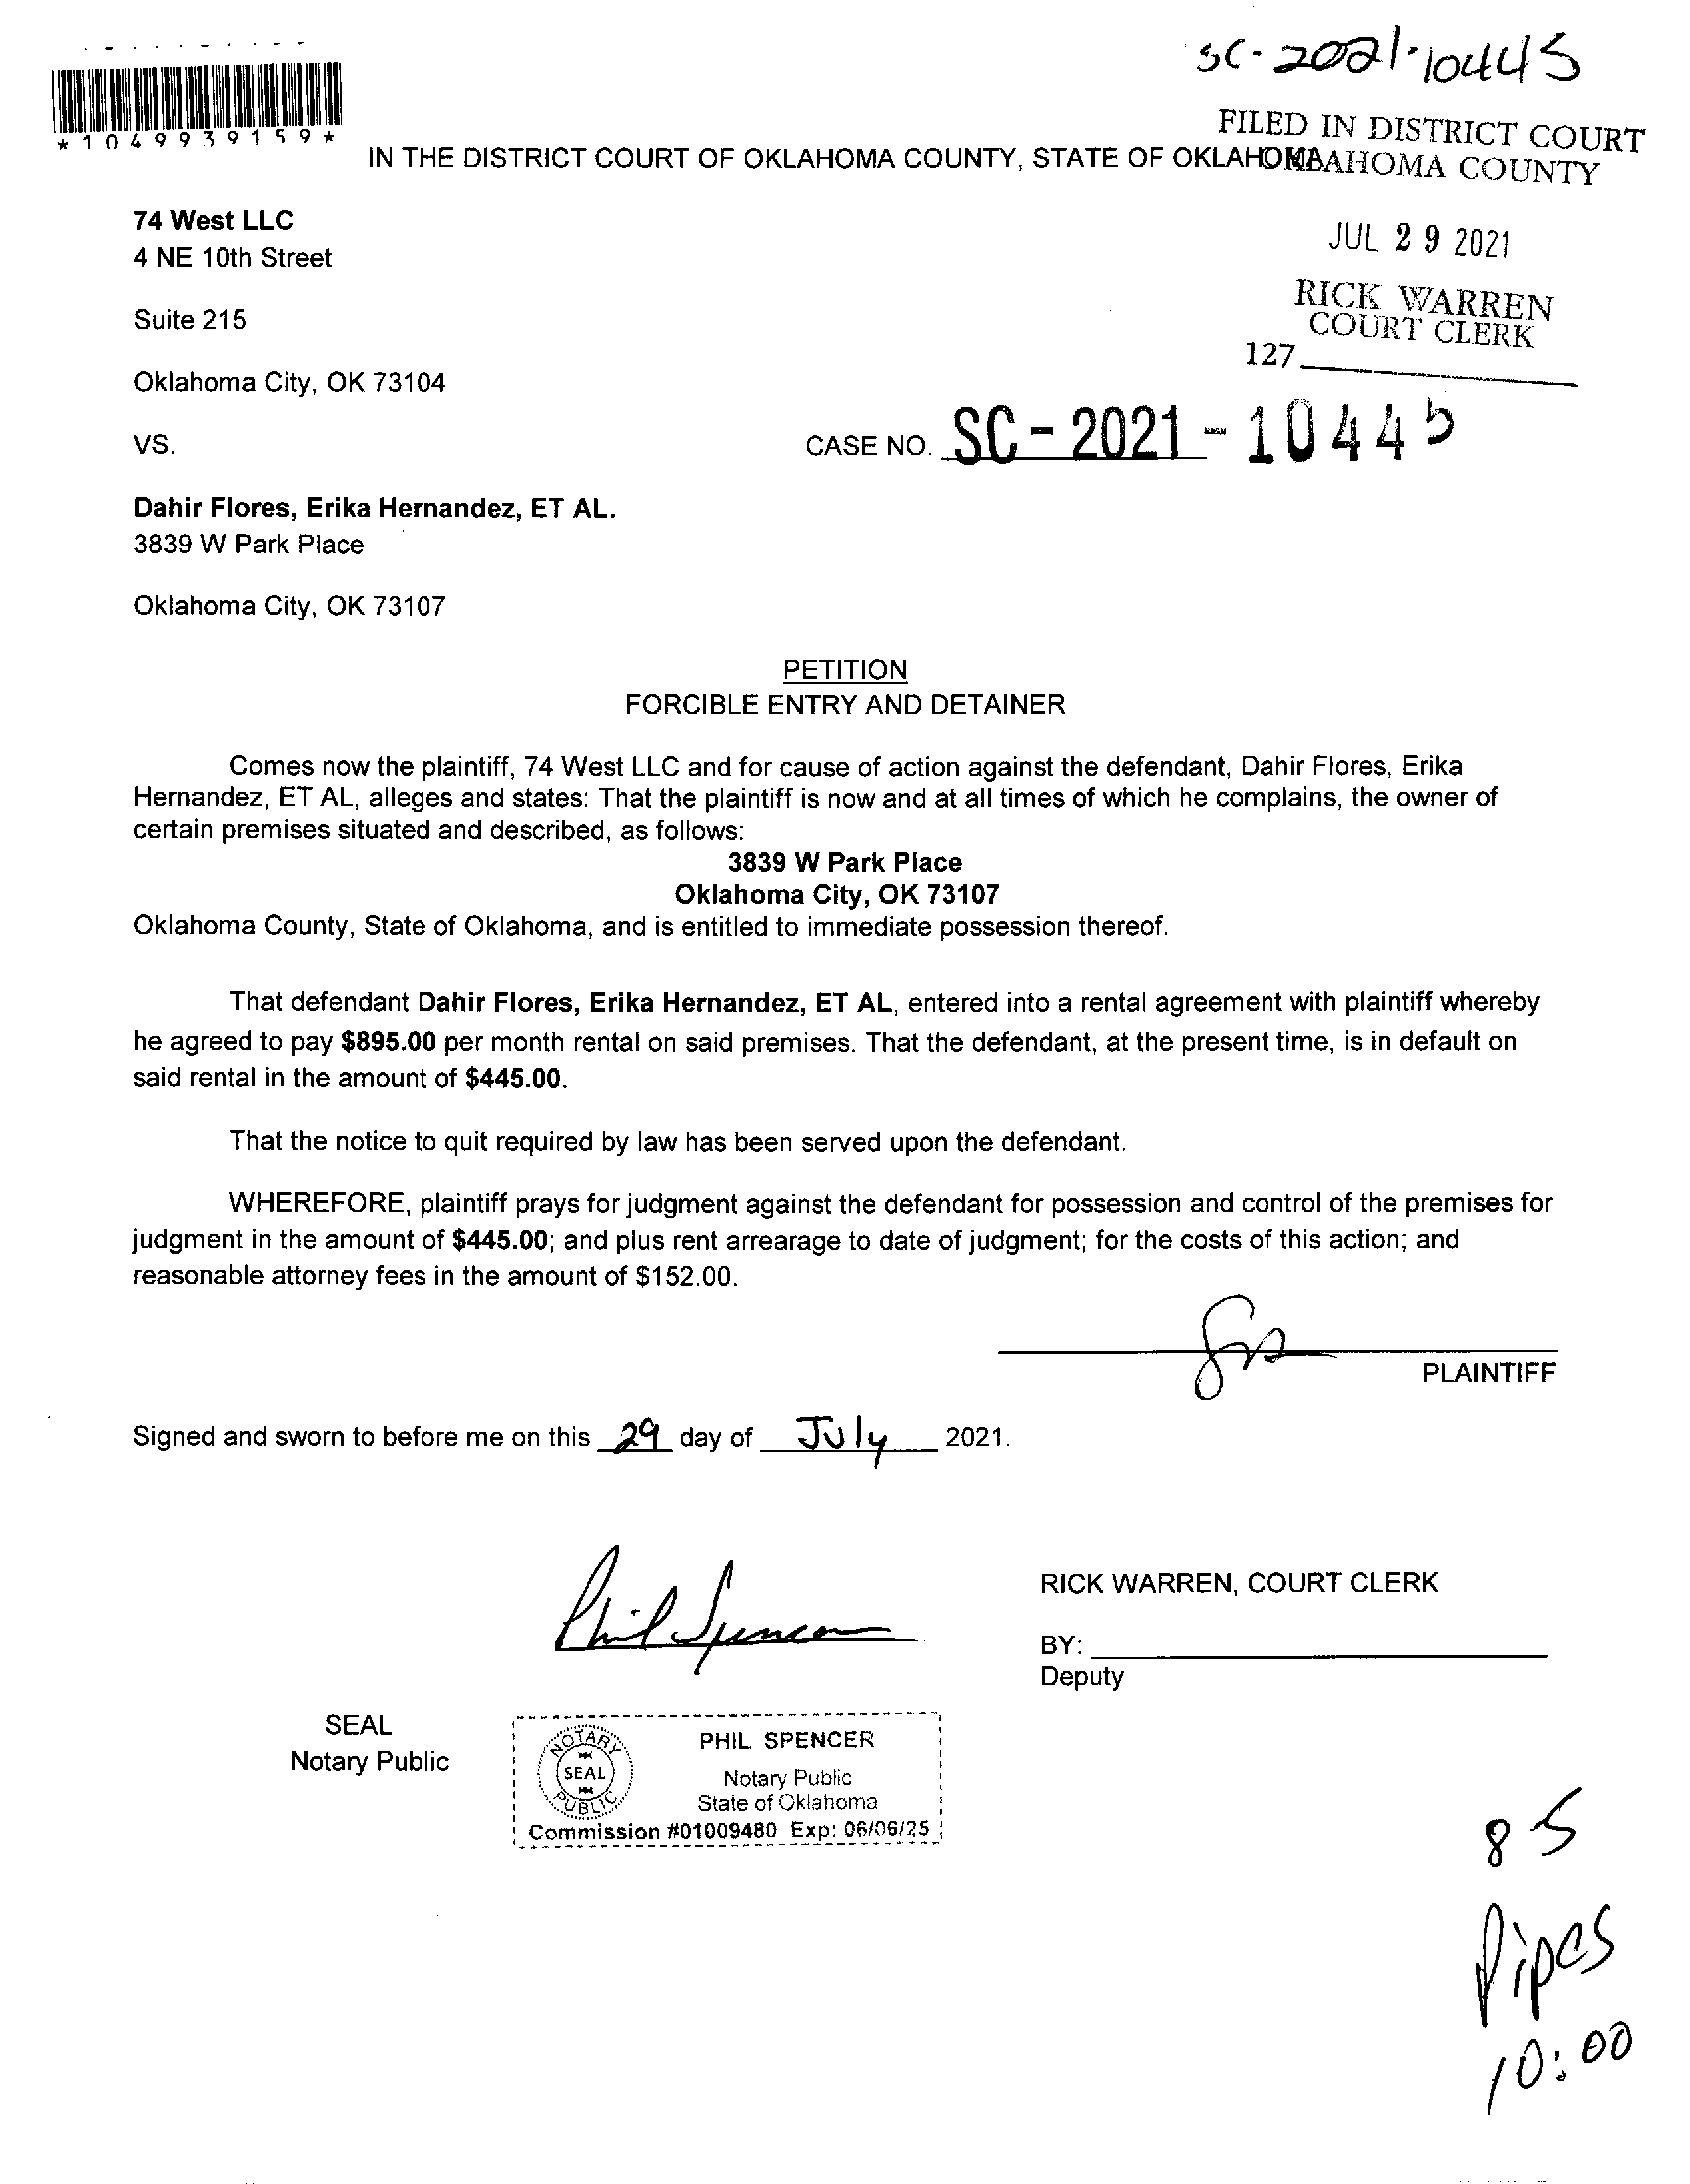 SC-2021-10445
*1049939159*
FILED IN DISTRICT COURT
IN THE DISTRICT COURT OF OKLAHOMA COUNTY, STATE OF OKLAHOMA
OKLAHOMA COUNTY
74 West LLC
4 NE 10th Street
JUL 29 2021
Suite 215
RICK WARREN
COURT CLERK
127
Oklahoma City, OK 73104
VS.
CASE NO. SC-2021-10445
Dahir Flores, Erika Hernandez, ET AL.
3839 W Park Place
Oklahoma City, OK 73107
PETITION
FORCIBLE ENTRY AND DETAINER
Comes now the plaintiff, 74 West LLC and for cause of action against the defendant, Dahir Flores, Erika
Hernandez, ET AL, alleges and states: That the plaintiff is now and at all times of which he complains, the owner of
certain premises situated and described, as follows:
3839 W Park Place
Oklahoma City, OK 73107
Oklahoma County, State of Oklahoma, and is entitled to immediate possession thereof.
That defendant Dahir Flores, Erika Hernandez, ET AL, entered into a rental agreement with plaintiff whereby
he agreed to pay $895.00 per month rental on said premises. That the defendant, at the present time, is in default on
said rental in the amount of $445.00.
That the notice to quit required by law has been served upon the defendant.
WHEREFORE, plaintiff prays for judgment against the defendant for possession and control of the premises for
judgment in the amount of $445.00; and plus rent arrearage to date of judgment; for the costs of this action; and
reasonable attorney fees in the amount of $152.00.
PLAINTIFF
Signed and sworn to before me on this 29 day of July 2021.
Phil Spencer
RICK WARREN, COURT CLERK
BY:
Deputy
SEAL
Notary Public
NOTARY
SEAL
PUBLIC
PHIL SPENCER
Notary Public
State of Oklahoma
Commission #01009480 Exp: 06/06/25
8 5
Pipes
10:00